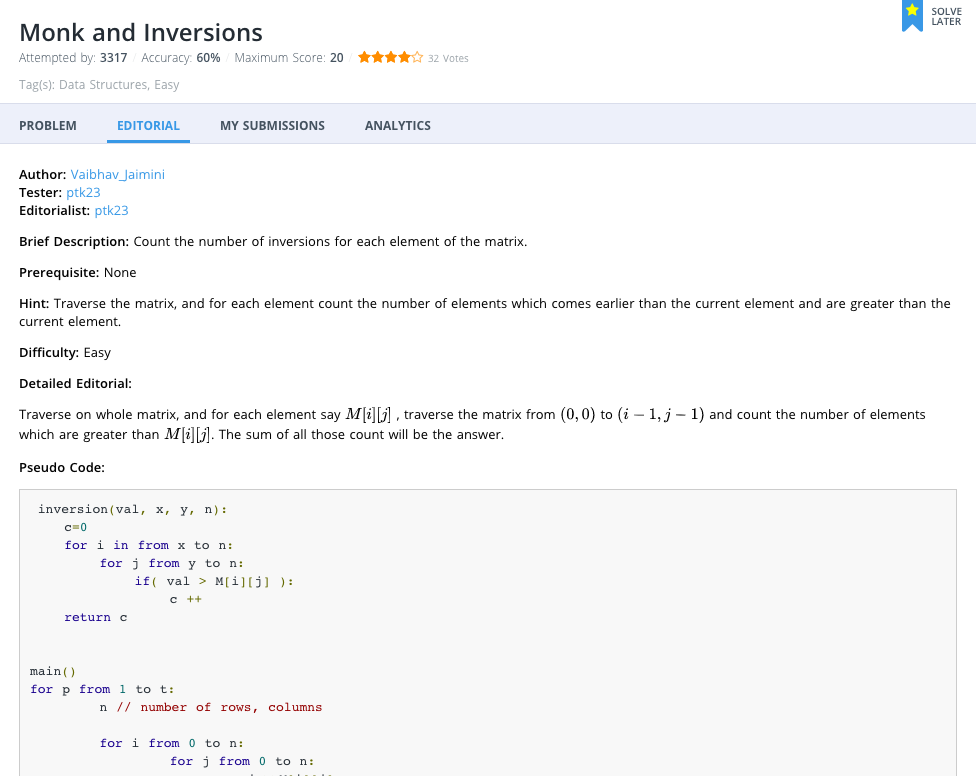 SOLVE
LATER
Monk and Inversions
Attempted by: 3317 / Accuracy: 60% / Maximum Score: 20 / 32 Votes
Tag(s): Data Structures, Easy
PROBLEM EDITORIAL MY SUBMISSIONS ANALYTICS
Author: Vaibhav_Jaimini
Tester: ptk23
Editorialist: ptk23
Brief Description: Count the number of inversions for each element of the matrix.
Prerequisite: None
Hint: Traverse the matrix, and for each element count the number of elements which comes earlier than the current element and are greater than the
current element.
Difficulty: Easy
Detailed Editorial:
Traverse on whole matrix, and for each element say M[i][j] , traverse the matrix from (0, 0) to (i − 1, j − 1) and count the number of elements
which are greater than M[i][j]. The sum of all those count will be the answer.
Pseudo Code:
inversion(val, x, y, n):
c=0
for i in from x to n:
for j from y to n:
if( val > M[i][j] ):
c ++
return c
main()
for p from 1 to t:
n // number of rows, columns
for i from 0 to n:
for j from 0 to n: